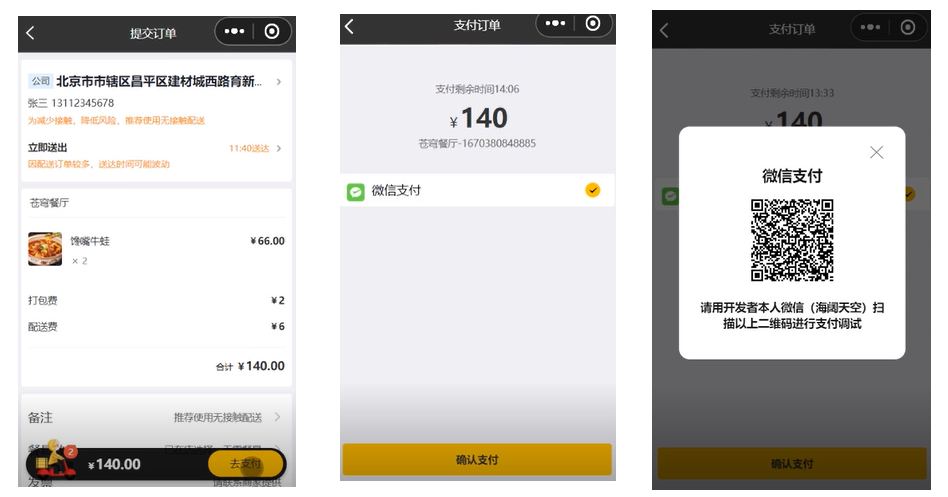 提交订单
公司 北京市市辖区昌平区建材城西路育新...
张三 13112345678
为减少接触、降低风险、推荐使用无接触配送
立即送出
11:40送达
因配送订单较多，送达时间可能波动
苍穹餐厅
馋嘴牛蛙
¥66.00
× 2
打包费
¥2
配送费
¥6
合计 ¥140.00
备注
推荐使用无接触配送
2
¥140.00
去支付
发票
请联系商家提供
支付订单
支付剩余时间14:06
¥140
苍穹餐厅-1670380848885
微信支付
确认支付
支付订单
支付剩余时间13:33
¥140
微信支付
请用开发者本人微信（海阔天空）扫
描以上二维码进行支付调试
确认支付